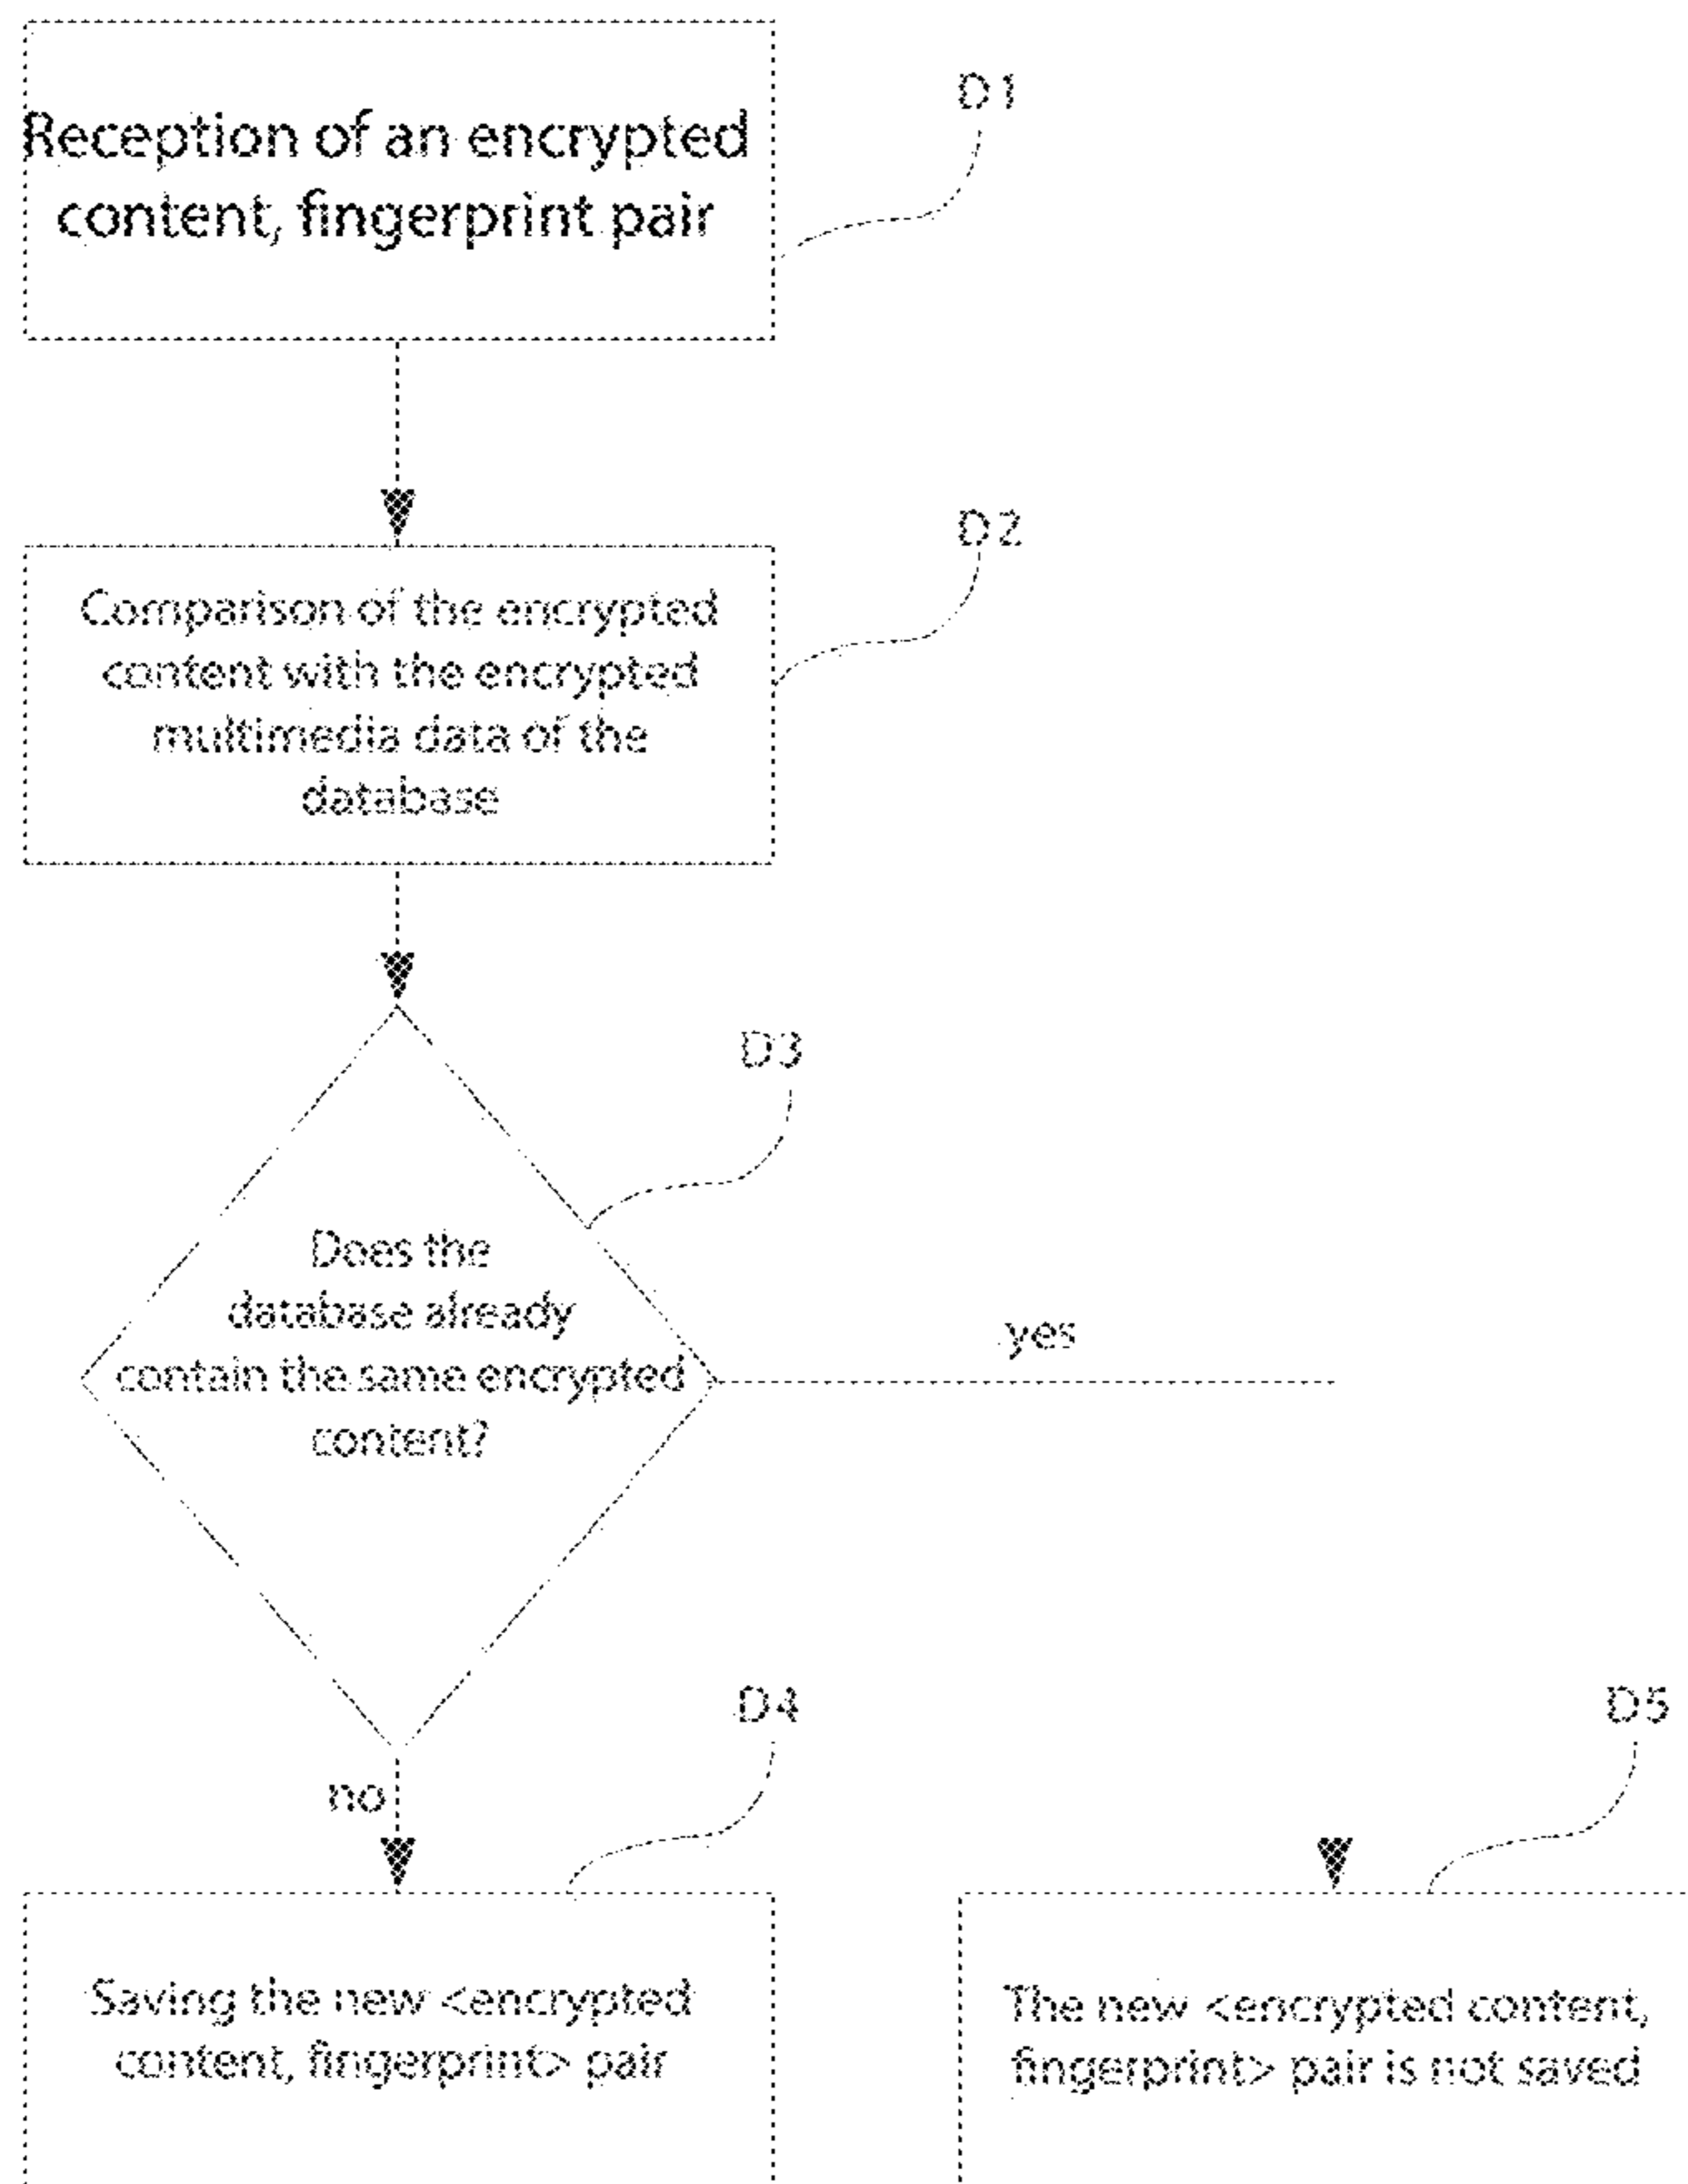 D1
Reception of an encrypted
content, fingerprint pair
D2
Comparison of the encrypted
content with the encrypted
multimedia data of the
database
D3
Does the
database already
contain the same encrypted
content?
yes
no
D4
D5
Saving the new <encrypted
content, fingerprint> pair
The new <encrypted content,
fingerprint> pair is not saved